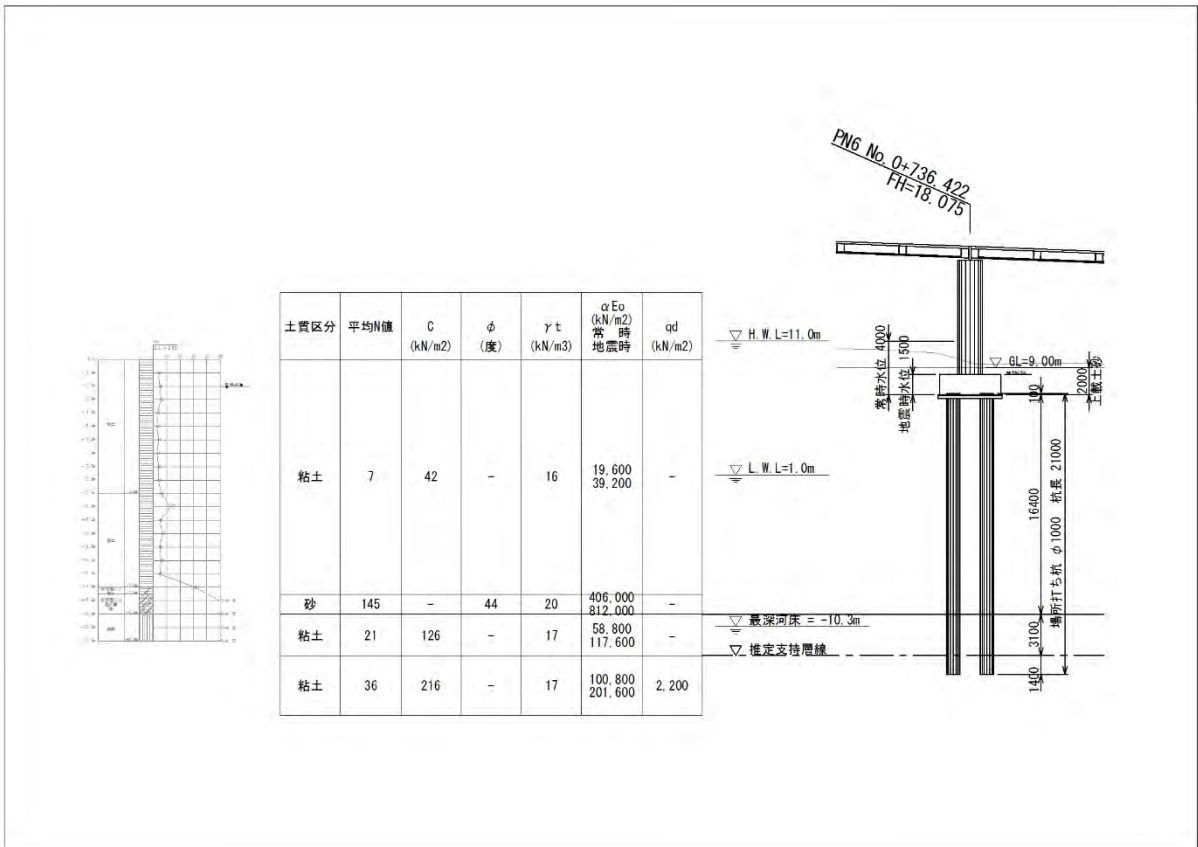 PN6 No. 0+736.422
FH=18.075
土質区分 平均N値 C (kN/m2) φ (度) γt (kN/m3) αEo (kN/m2) 常 時 地震時 qd (kN/m2)
粘土 7 42 - 16 19,600 39,200 -
砂 145 - 44 20 406,000 812,000 -
粘土 21 126 - 17 58,800 117,600 -
粘土 36 216 - 17 100,800 201,600 2,200
H.W.L=11.0m
GL=9.00m
L.W.L=1.0m
最深河床 = -10.3m
推定支持層線
常時水位 4000
地震時水位 1500
100
2000
上載土砂
16400
3100
1400
場所打ち杭 φ1000 杭長 21000